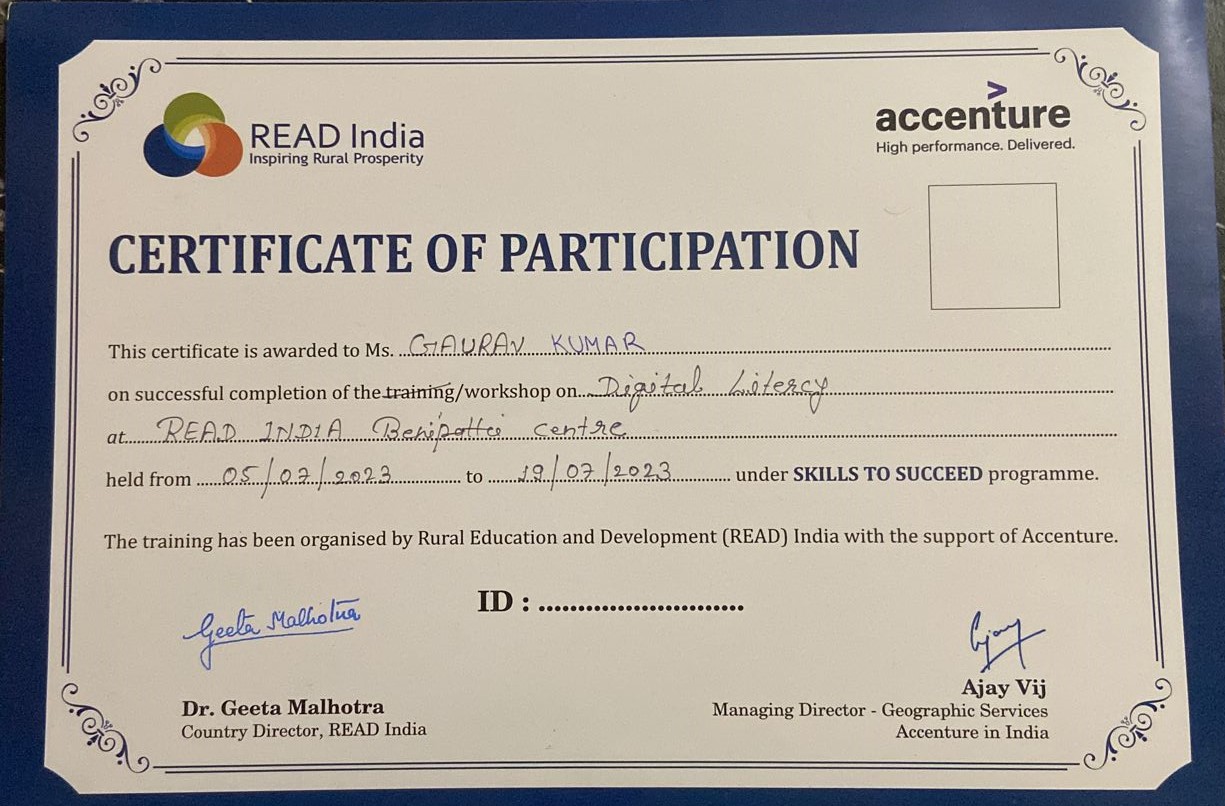 READ India
Inspiring Rural Prosperity
>
accenture
High performance. Delivered.
CERTIFICATE OF PARTICIPATION
This certificate is awarded to Ms. GAURAV KUMAR
on successful completion of the training/workshop on Digital Litercy
at READ INDIA Benipatti centre
held from 05/07/2023 to 19/07/2023 under SKILLS TO SUCCEED programme.
The training has been organised by Rural Education and Development (READ) India with the support of Accenture.
ID : ..........................
Geeta Malhotra
Ajay
Dr. Geeta Malhotra
Country Director, READ India
Ajay Vij
Managing Director - Geographic Services
Accenture in India